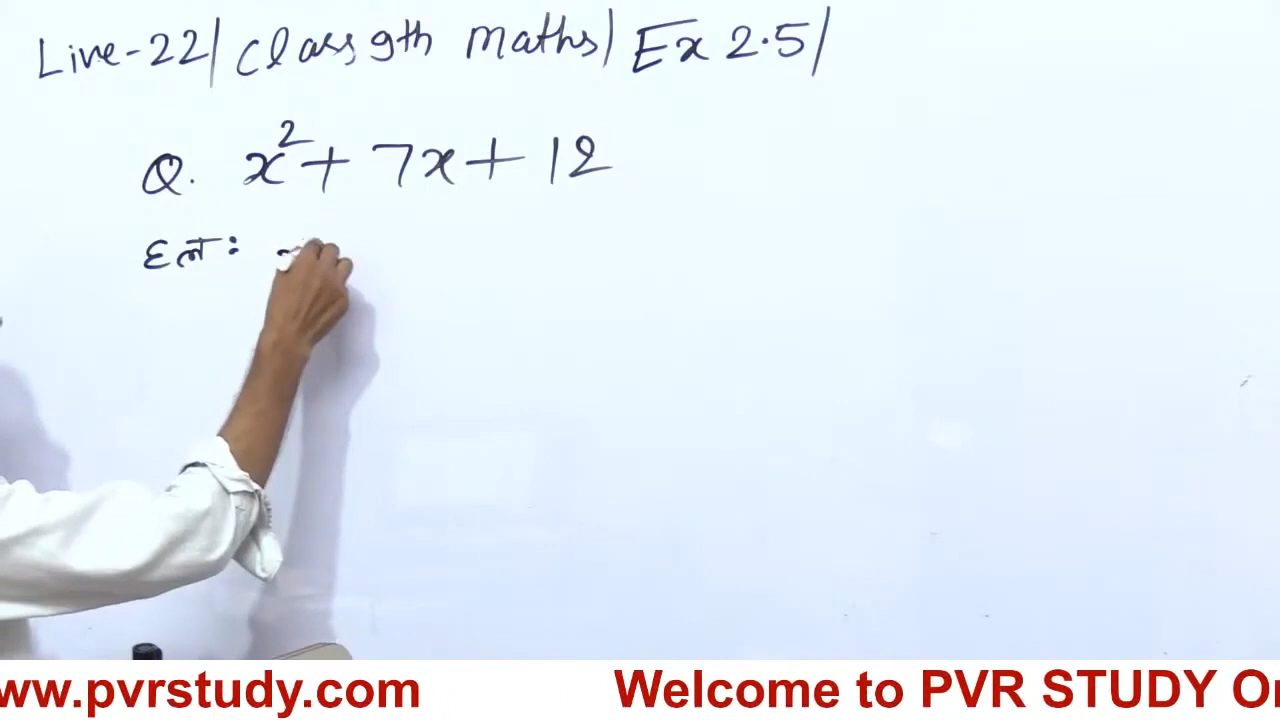 Live-22/ Class 9th maths/ Ex 2.5/
Q. x² + 7x + 12
हल:
www.pvrstudy.com Welcome to PVR STUDY On